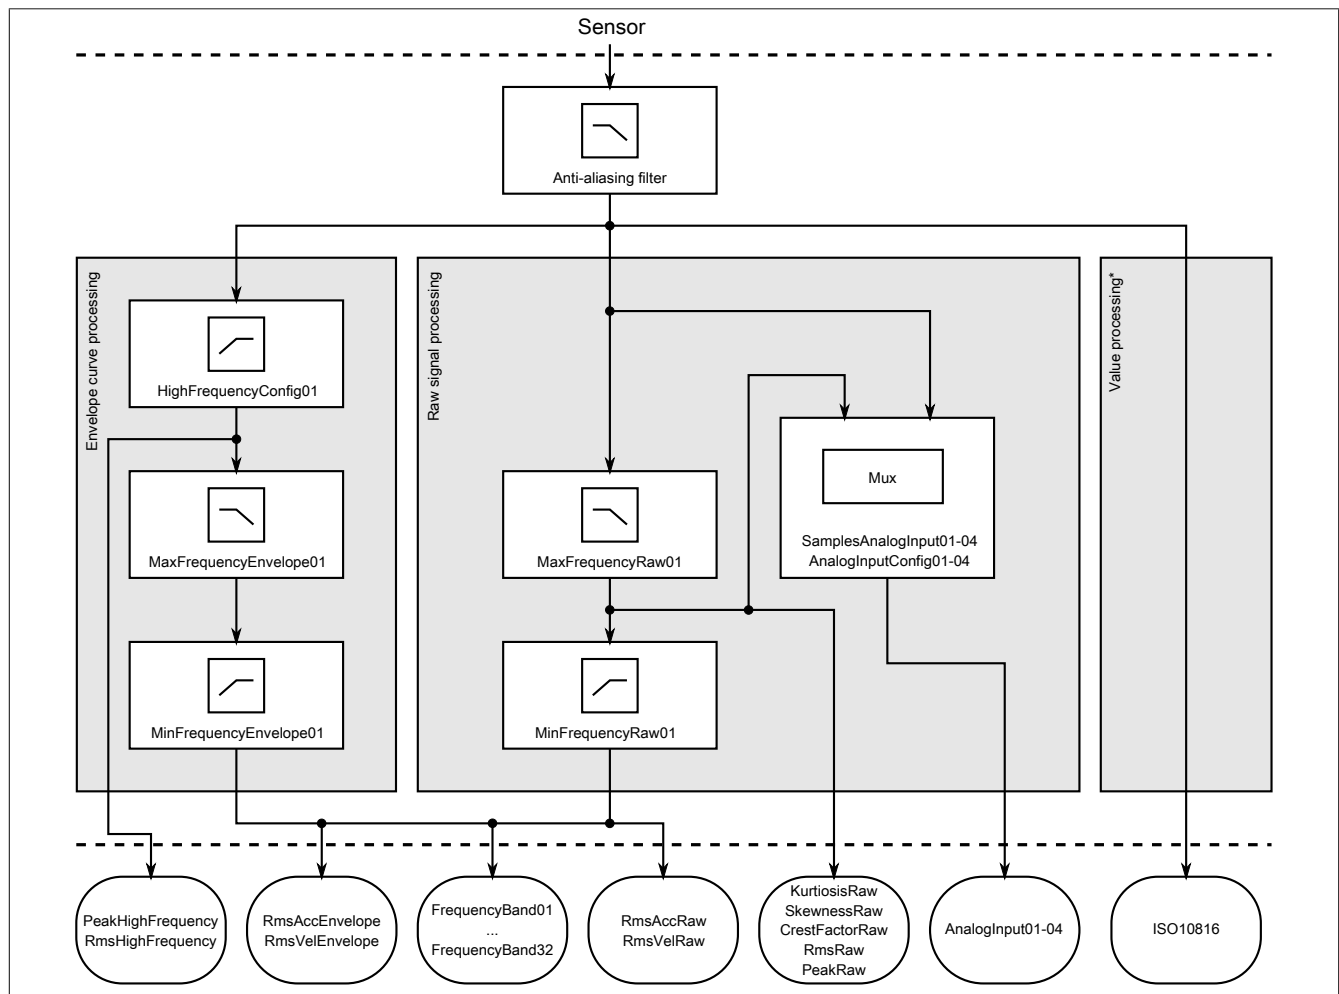 Sensor
Anti-aliasing filter
Envelope curve processing
HighFrequencyConfig01
MaxFrequencyEnvelope01
MinFrequencyEnvelope01
Raw signal processing
MaxFrequencyRaw01
MinFrequencyRaw01
Mux
SamplesAnalogInput01-04
AnalogInputConfig01-04
Value processing*
PeakHighFrequency
RmsHighFrequency
RmsAccEnvelope
RmsVelEnvelope
FrequencyBand01
...
FrequencyBand32
RmsAccRaw
RmsVelRaw
KurtiosisRaw
SkewnessRaw
CrestFactorRaw
RmsRaw
PeakRaw
AnalogInput01-04
ISO10816